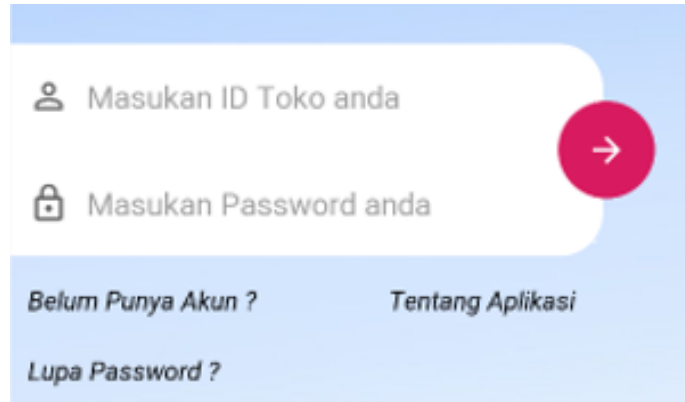 Masukan ID Toko anda
Masukan Password anda
Belum Punya Akun ? Tentang Aplikasi
Lupa Password ?